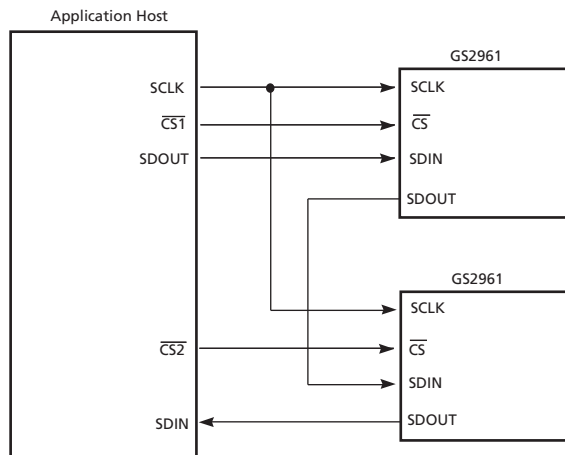 Application Host
SCLK
CS1
SDOUT
CS2
SDIN
GS2961
SCLK
CS
SDIN
SDOUT
GS2961
SCLK
CS
SDIN
SDOUT